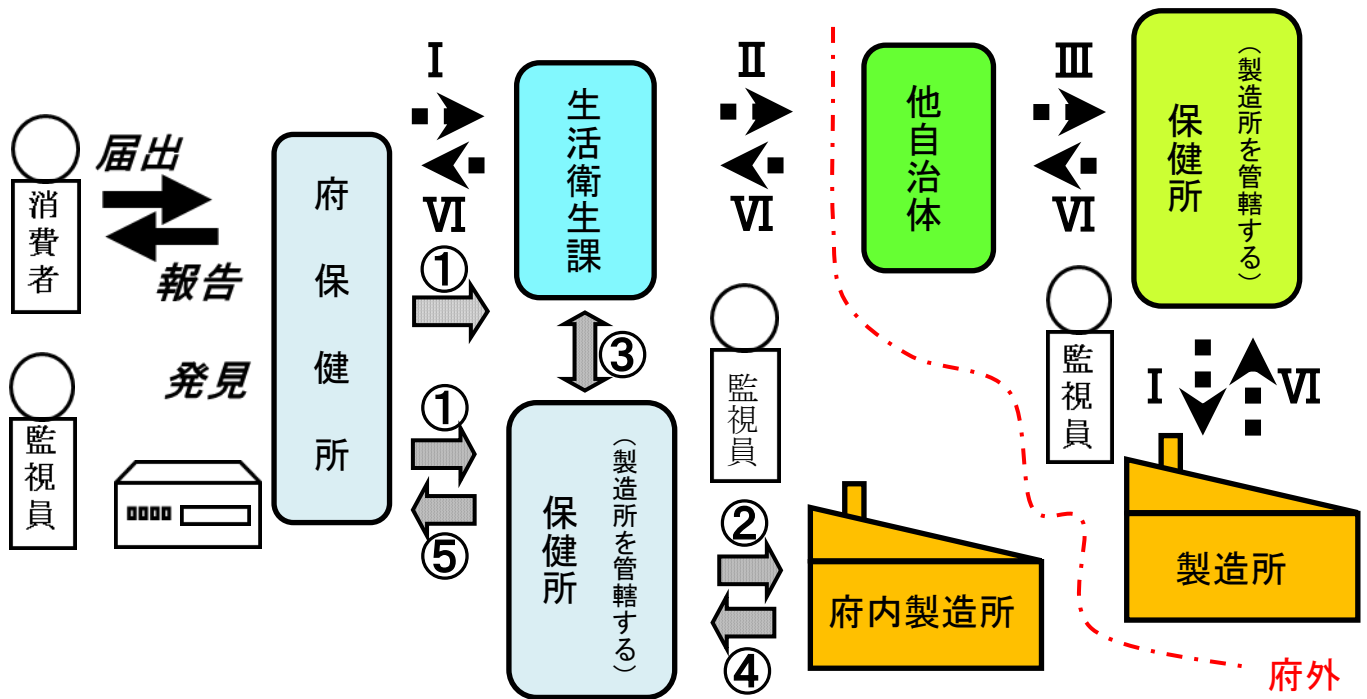 消費者
届出
報告
監視員
発見
府保健所
Ⅰ
Ⅵ
①
①
⑤
生活衛生課
③
保健所
（製造所を管轄する）
Ⅱ
Ⅵ
監視員
②
④
府内製造所
他自治体
Ⅲ
Ⅵ
保健所
（製造所を管轄する）
監視員
Ⅰ
Ⅵ
製造所
府外